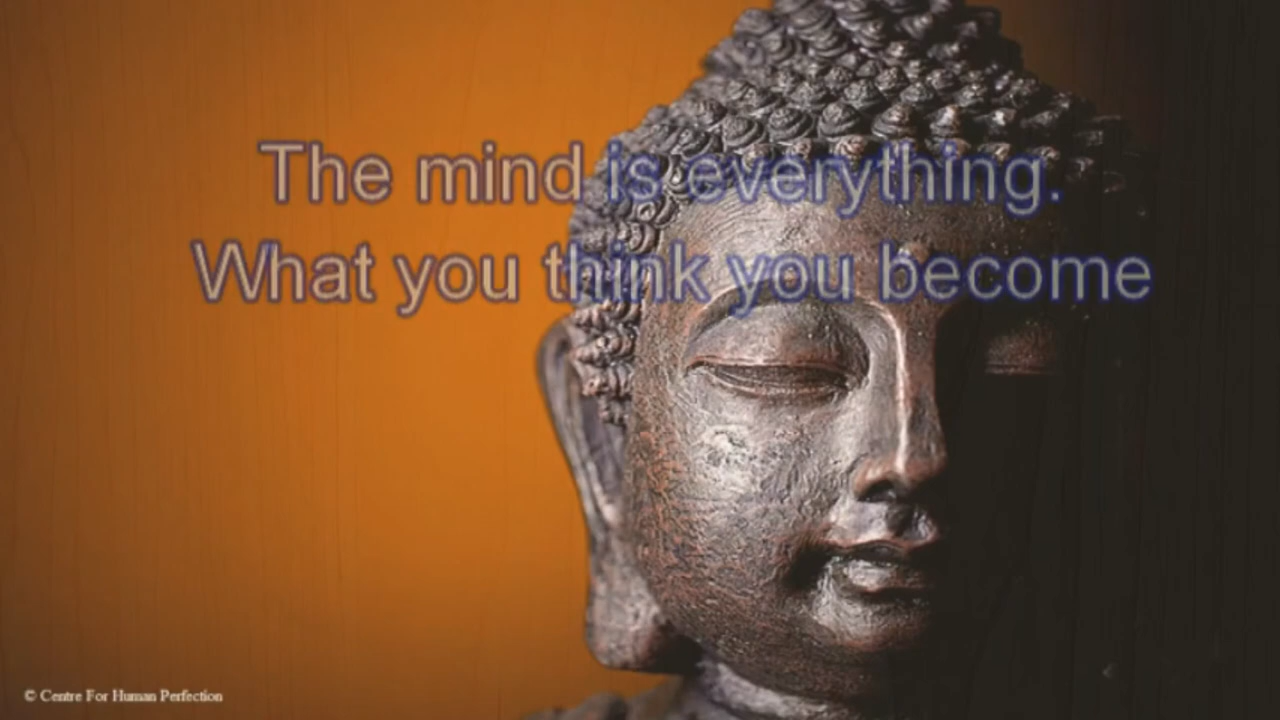 The mind is everything.
What you think you become
© Centre For Human Perfection